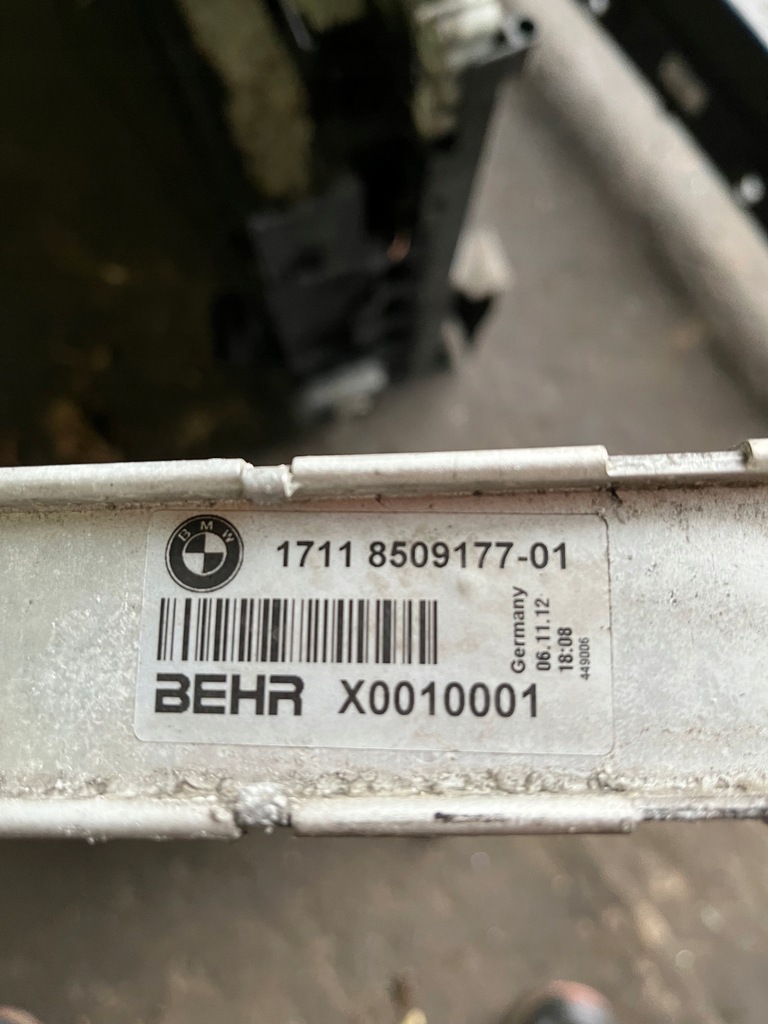 BMW
1711 8509177-01
BEHR X0010001
Germany
06.11.12
18:08
449006